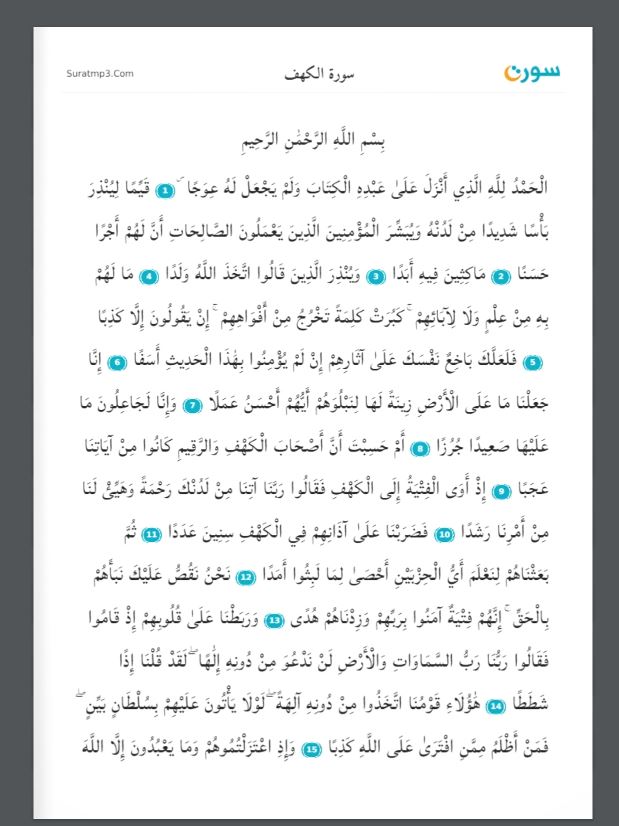 Suratmp3.Com سورة الكهف سورن
بِسْمِ اللَّهِ الرَّحْمَٰنِ الرَّحِيمِ
الْحَمْدُ لِلَّهِ الَّذِي أَنْزَلَ عَلَىٰ عَبْدِهِ الْكِتَابَ وَلَمْ يَجْعَلْ لَهُ عِوَجًا ۜ 1 قَيِّمًا لِيُنْذِرَ
بَأْسًا شَدِيدًا مِنْ لَدُنْهُ وَيُبَشِّرَ الْمُؤْمِنِينَ الَّذِينَ يَعْمَلُونَ الصَّالِحَاتِ أَنَّ لَهُمْ أَجْرًا
حَسَنًا 2 مَاكِثِينَ فِيهِ أَبَدًا 3 وَيُنْذِرَ الَّذِينَ قَالُوا اتَّخَذَ اللَّهُ وَلَدًا 4 مَا لَهُمْ
بِهِ مِنْ عِلْمٍ وَلَا لِآبَائِهِمْ ۚ كَبُرَتْ كَلِمَةً تَخْرُجُ مِنْ أَفْوَاهِهِمْ ۚ إِنْ يَقُولُونَ إِلَّا كَذِبًا
5 فَلَعَلَّكَ بَاخِعٌ نَفْسَكَ عَلَىٰ آثَارِهِمْ إِنْ لَمْ يُؤْمِنُوا بِهَٰذَا الْحَدِيثِ أَسَفًا 6 إِنَّا
جَعَلْنَا مَا عَلَى الْأَرْضِ زِينَةً لَهَا لِنَبْلُوَهُمْ أَيُّهُمْ أَحْسَنُ عَمَلًا 7 وَإِنَّا لَجَاعِلُونَ مَا
عَلَيْهَا صَعِيدًا جُرُزًا 8 أَمْ حَسِبْتَ أَنَّ أَصْحَابَ الْكَهْفِ وَالرَّقِيمِ كَانُوا مِنْ آيَاتِنَا
عَجَبًا 9 إِذْ أَوَى الْفِتْيَةُ إِلَى الْكَهْفِ فَقَالُوا رَبَّنَا آتِنَا مِنْ لَدُنْكَ رَحْمَةً وَهَيِّئْ لَنَا
مِنْ أَمْرِنَا رَشَدًا 10 فَضَرَبْنَا عَلَىٰ آذَانِهِمْ فِي الْكَهْفِ سِنِينَ عَدَدًا 11 ثُمَّ
بَعَثْنَاهُمْ لِنَعْلَمَ أَيُّ الْحِزْبَيْنِ أَحْصَىٰ لِمَا لَبِثُوا أَمَدًا 12 نَحْنُ نَقُصُّ عَلَيْكَ نَبَأَهُمْ
بِالْحَقِّ ۚ إِنَّهُمْ فِتْيَةٌ آمَنُوا بِرَبِّهِمْ وَزِدْنَاهُمْ هُدًى 13 وَرَبَطْنَا عَلَىٰ قُلُوبِهِمْ إِذْ قَامُوا
فَقَالُوا رَبُّنَا رَبُّ السَّمَاوَاتِ وَالْأَرْضِ لَنْ نَدْعُوَ مِنْ دُونِهِ إِلَٰهًا ۖ لَقَدْ قُلْنَا إِذًا
شَطَطًا 14 هَٰؤُلَاءِ قَوْمُنَا اتَّخَذُوا مِنْ دُونِهِ آلِهَةً ۖ لَوْلَا يَأْتُونَ عَلَيْهِمْ بِسُلْطَانٍ بَيِّنٍ ۖ
فَمَنْ أَظْلَمُ مِمَّنِ افْتَرَىٰ عَلَى اللَّهِ كَذِبًا 15 وَإِذِ اعْتَزَلْتُمُوهُمْ وَمَا يَعْبُدُونَ إِلَّا اللَّهَ